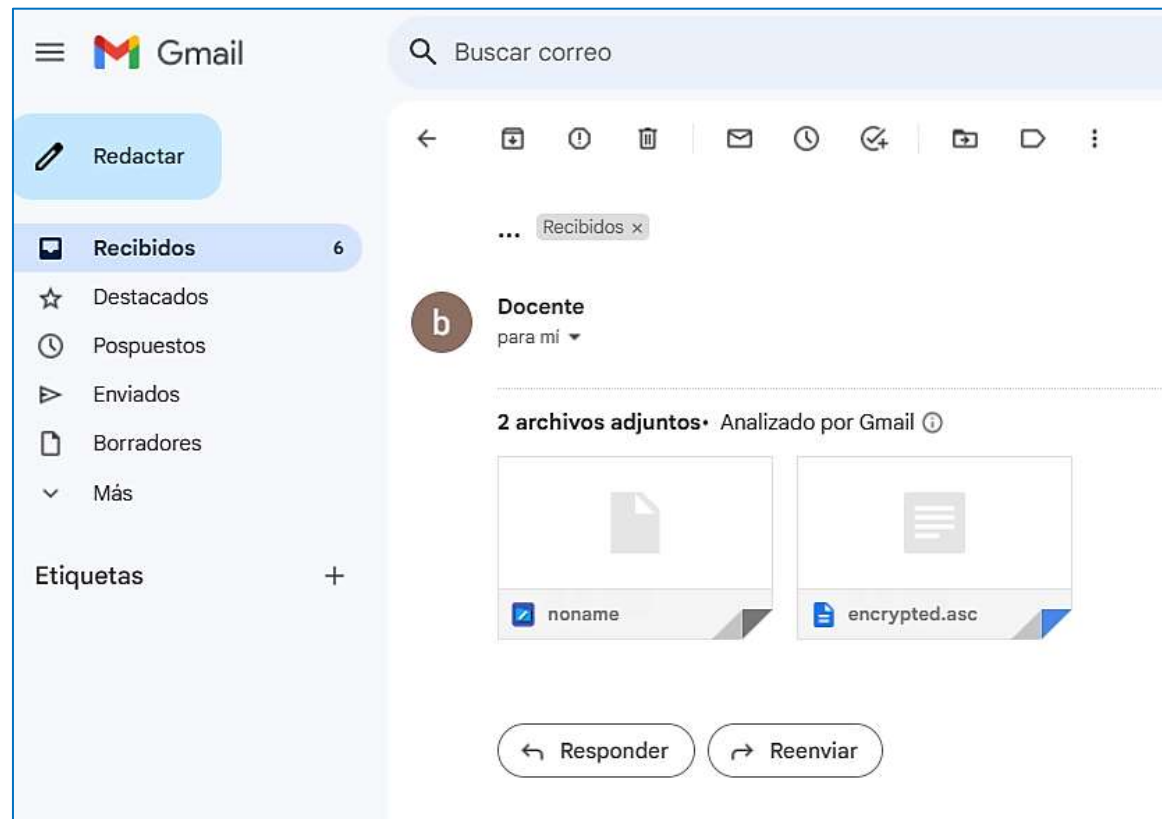 Gmail
Buscar correo
Redactar
... Recibidos ×
Recibidos 6
Destacados
Pospuestos
Enviados
Borradores
Más
Etiquetas +
b
Docente
para mí
2 archivos adjuntos• Analizado por Gmail
noname
encrypted.asc
Responder
Reenviar